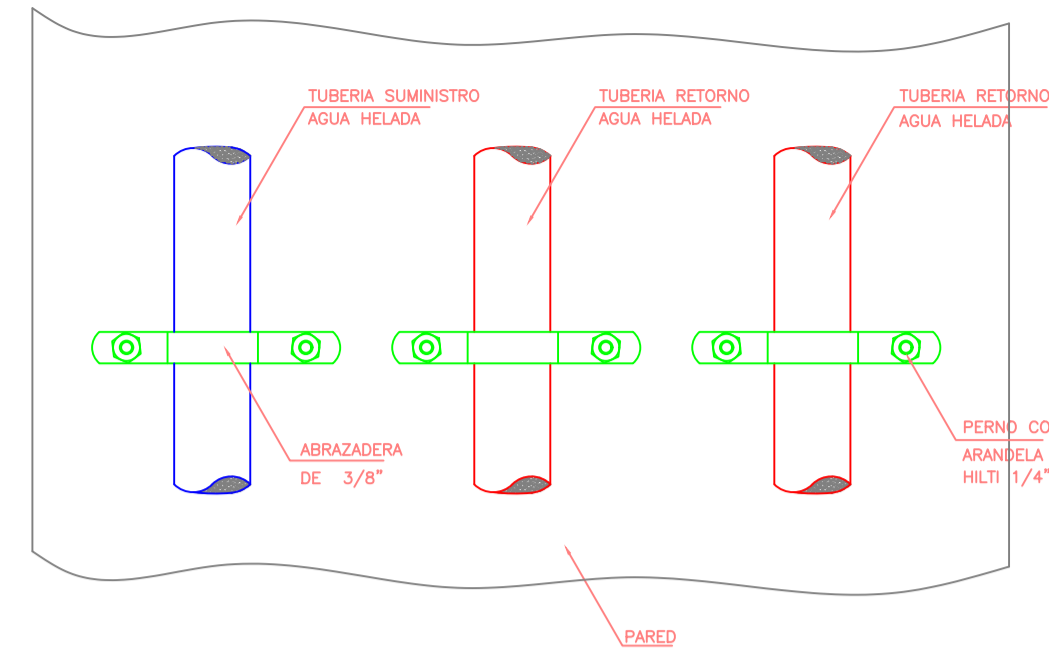 TUBERIA SUMINISTRO
AGUA HELADA
TUBERIA RETORNO
AGUA HELADA
TUBERIA RETORNO
AGUA HELADA
ABRAZADERA
DE 3/8"
PERNO CO
ARANDELA
HILTI 1/4"
PARED